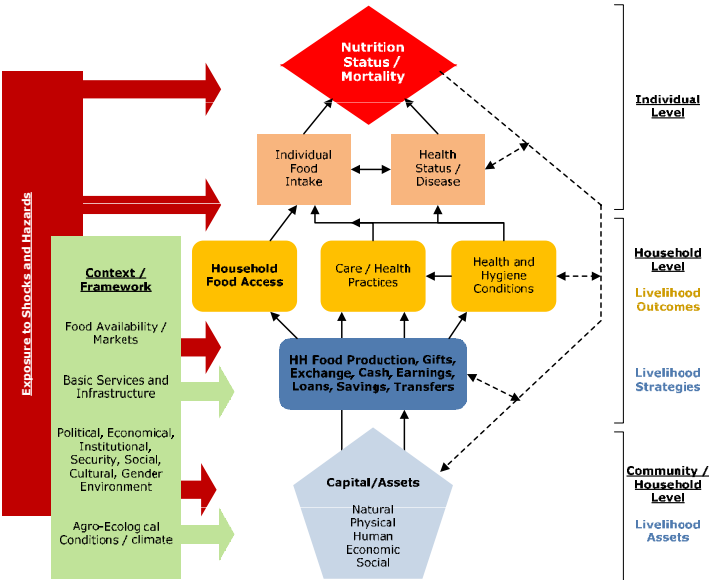 Nutrition
Status /
Mortality
Individual
Level
Individual
Food
Intake
Health
Status /
Disease
Exposure to Shocks and Hazards
Context /
Framework
Food Availability /
Markets
Basic Services and
Infrastructure
Political, Economical,
Institutional,
Security, Social,
Cultural, Gender
Environment
Agro-Ecological
Conditions / climate
Household
Food Access
Care / Health
Practices
Health and
Hygiene
Conditions
Household
Level
Livelihood
Outcomes
HH Food Production, Gifts,
Exchange, Cash, Earnings,
Loans, Savings, Transfers
Livelihood
Strategies
Capital/Assets
Natural
Physical
Human
Economic
Social
Community /
Household
Level
Livelihood
Assets